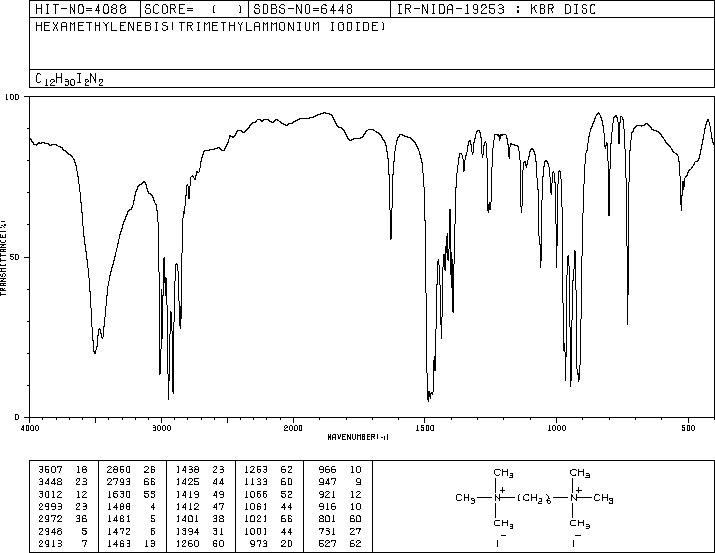 HIT-NO=4088 SCORE= ( ) SDBS-NO=6448 IR-NIDA-19253 : KBR DISC
HEXAMETHYLENEBIS(TRIMETHYLAMMONIUM IODIDE)
C12H30I2N2
100
50
0
TRANSMITTANCE(%)
4000 3000 2000 1500 1000 500
WAVENUMBER(-1)
3507 18 2860 26 1438 23 1253 62 966 10
3448 23 2793 66 1425 44 1133 60 947 9
3012 12 1630 53 1419 49 1066 52 921 12
2993 23 1488 4 1412 47 1061 44 916 10
2972 36 1481 5 1401 38 1021 66 801 60
2948 5 1472 6 1394 31 1001 44 731 27
2913 7 1463 13 1260 60 973 20 527 62
CH3 CH3
CH3 N+ (CH2)6 N+ CH3
CH3 CH3
I- I-